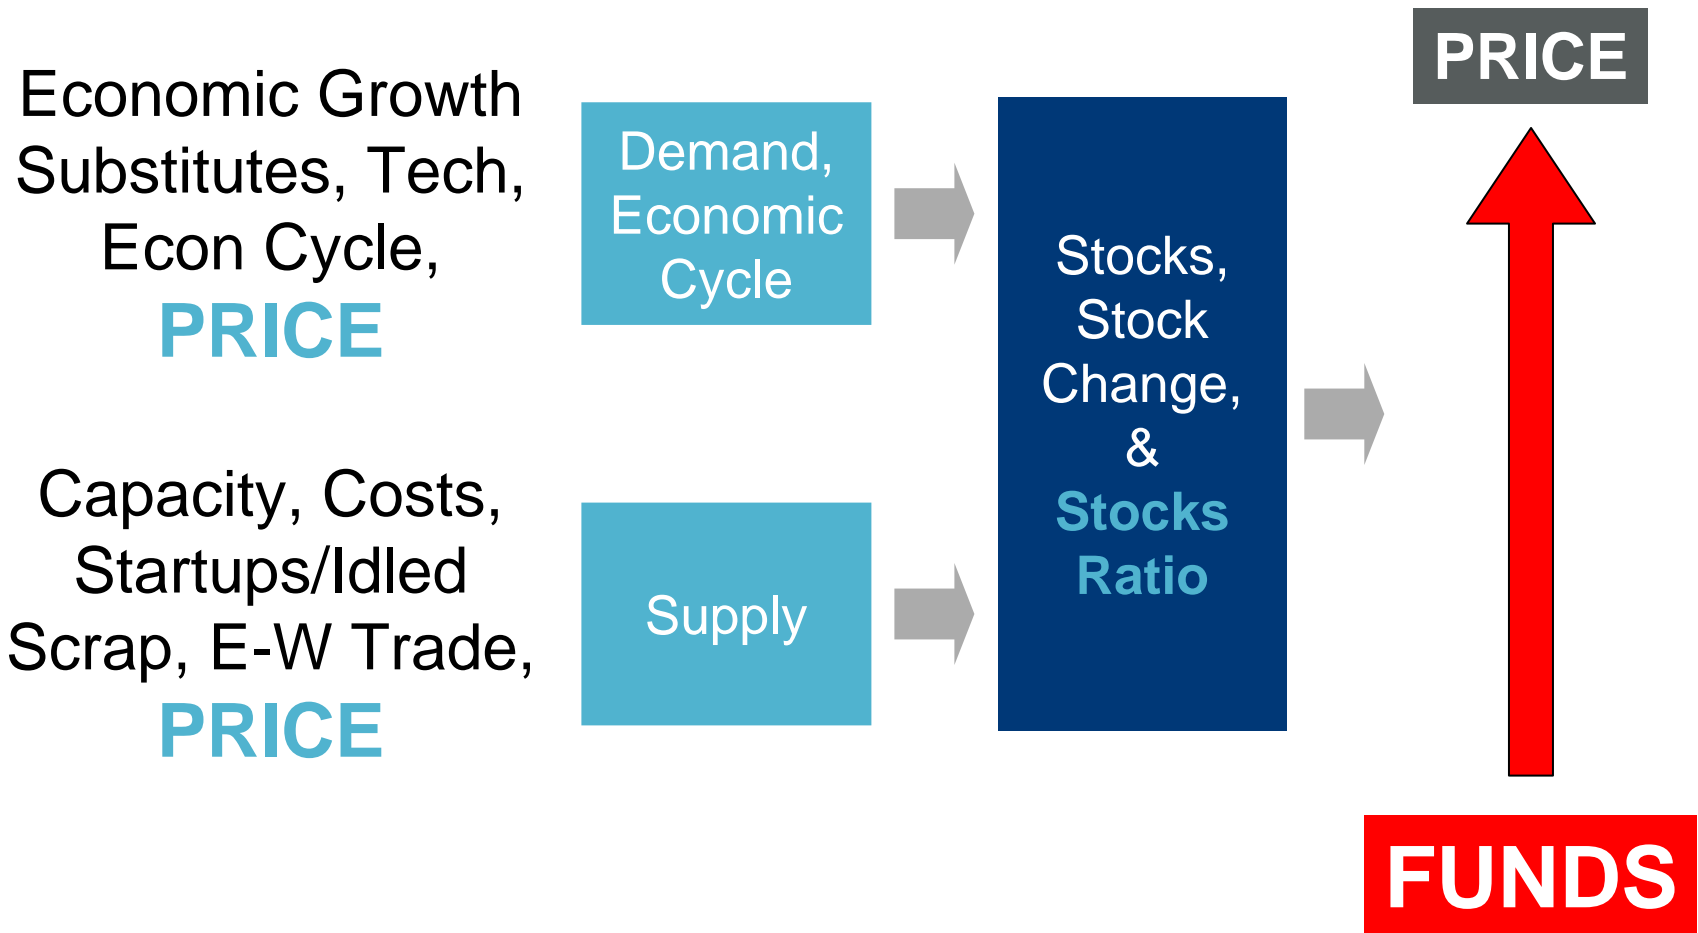 Economic Growth
Substitutes, Tech,
Econ Cycle,
PRICE
Demand,
Economic
Cycle
Capacity, Costs,
Startups/Idled
Scrap, E-W Trade,
PRICE
Supply
Stocks,
Stock
Change,
&
Stocks
Ratio
PRICE
FUNDS